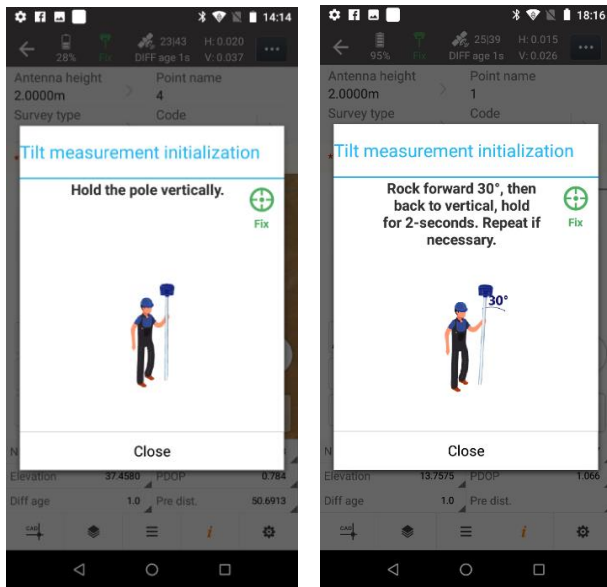 14:14
28%
Fix
23|43
DIFF age 1s
H: 0.020
V: 0.037
Antenna height
2.0000m
Point name
4
Survey type
Code
Tilt measurement initialization
Hold the pole vertically.
Fix
Close
N
Elevation 37.4580 PDOP 0.784
Diff age 1.0 Pre dist. 50.6913
CAD
i
18:16
95%
Fix
25|39
DIFF age 1s
H: 0.015
V: 0.026
Antenna height
2.0000m
Point name
1
Survey type
Code
Tilt measurement initialization
Rock forward 30°, then
back to vertical, hold
for 2-seconds. Repeat if
necessary.
Fix
30°
Close
N
Elevation 13.7575 PDOP 1.066
Diff age 1.0 Pre dist.
CAD
i